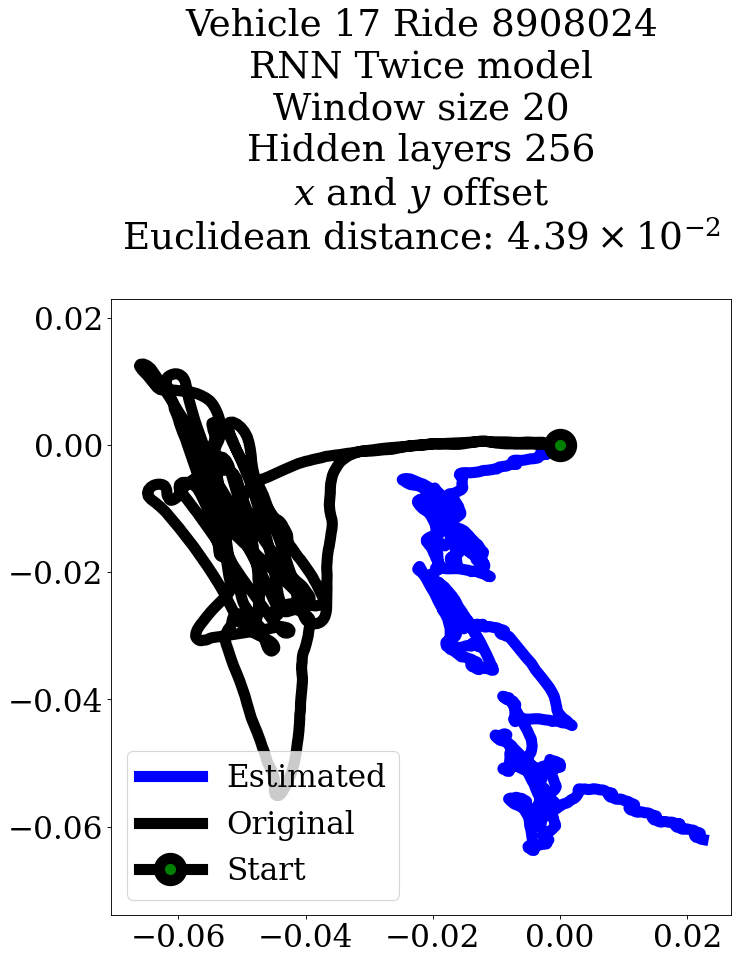 Vehicle 17 Ride 8908024
RNN Twice model
Window size 20
Hidden layers 256
x and y offset
Euclidean distance: 4.39 × 10⁻²
0.02
0.00
−0.02
−0.04
−0.06
Estimated
Original
Start
−0.06 −0.04 −0.02 0.00 0.02